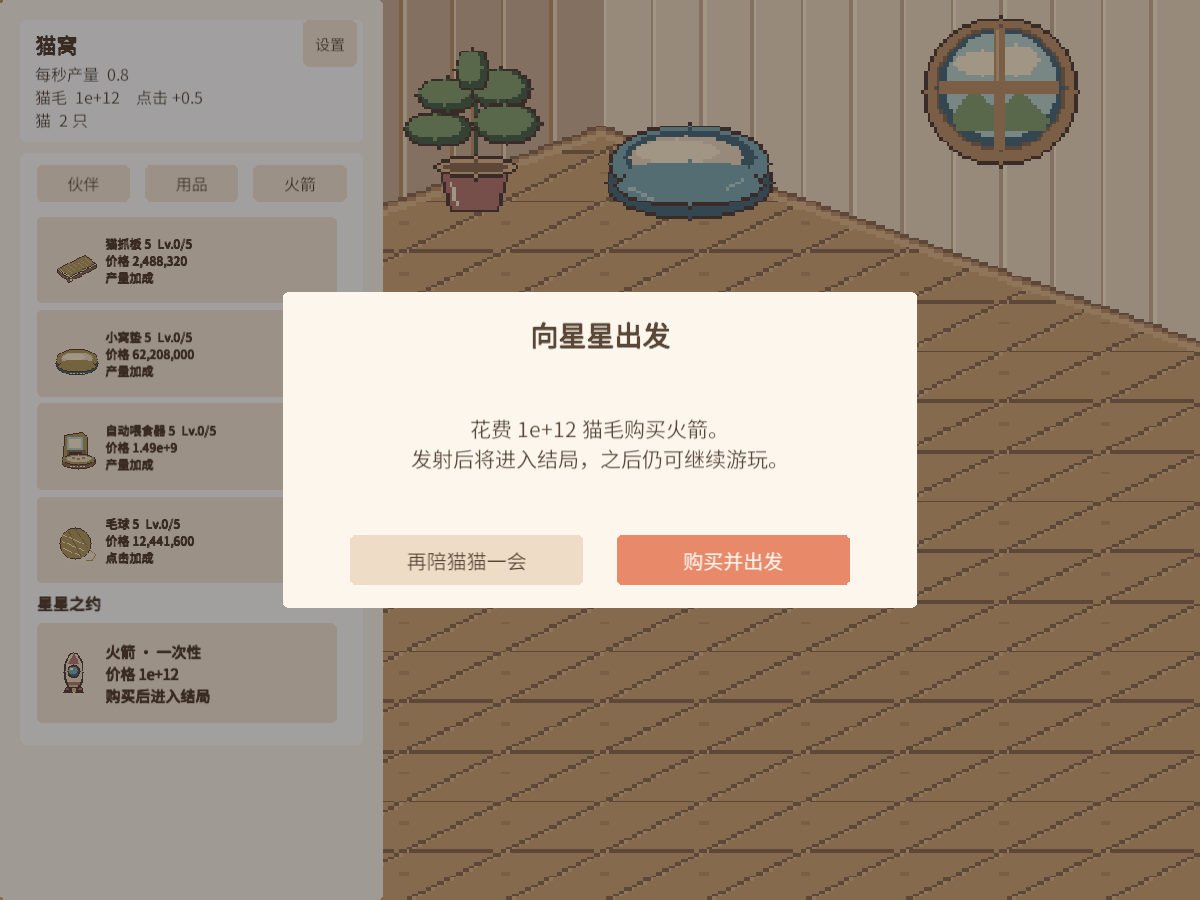 猫窝
设置
每秒产量 0.8
猫毛 1e+12 点击 +0.5
猫 2 只
伙伴
用品
火箭
猫抓板 5 Lv.0/5
价格 2,488,320
产量加成
小窝垫 5 Lv.0/5
价格 62,208,000
产量加成
自动喂食器 5 Lv.0/5
价格 1.49e+9
产量加成
毛球 5 Lv.0/5
价格 12,441,600
点击加成
星星之约
火箭 · 一次性
价格 1e+12
购买后进入结局
向星星出发
花费 1e+12 猫毛购买火箭。
发射后将进入结局，之后仍可继续游玩。
再陪猫猫一会
购买并出发